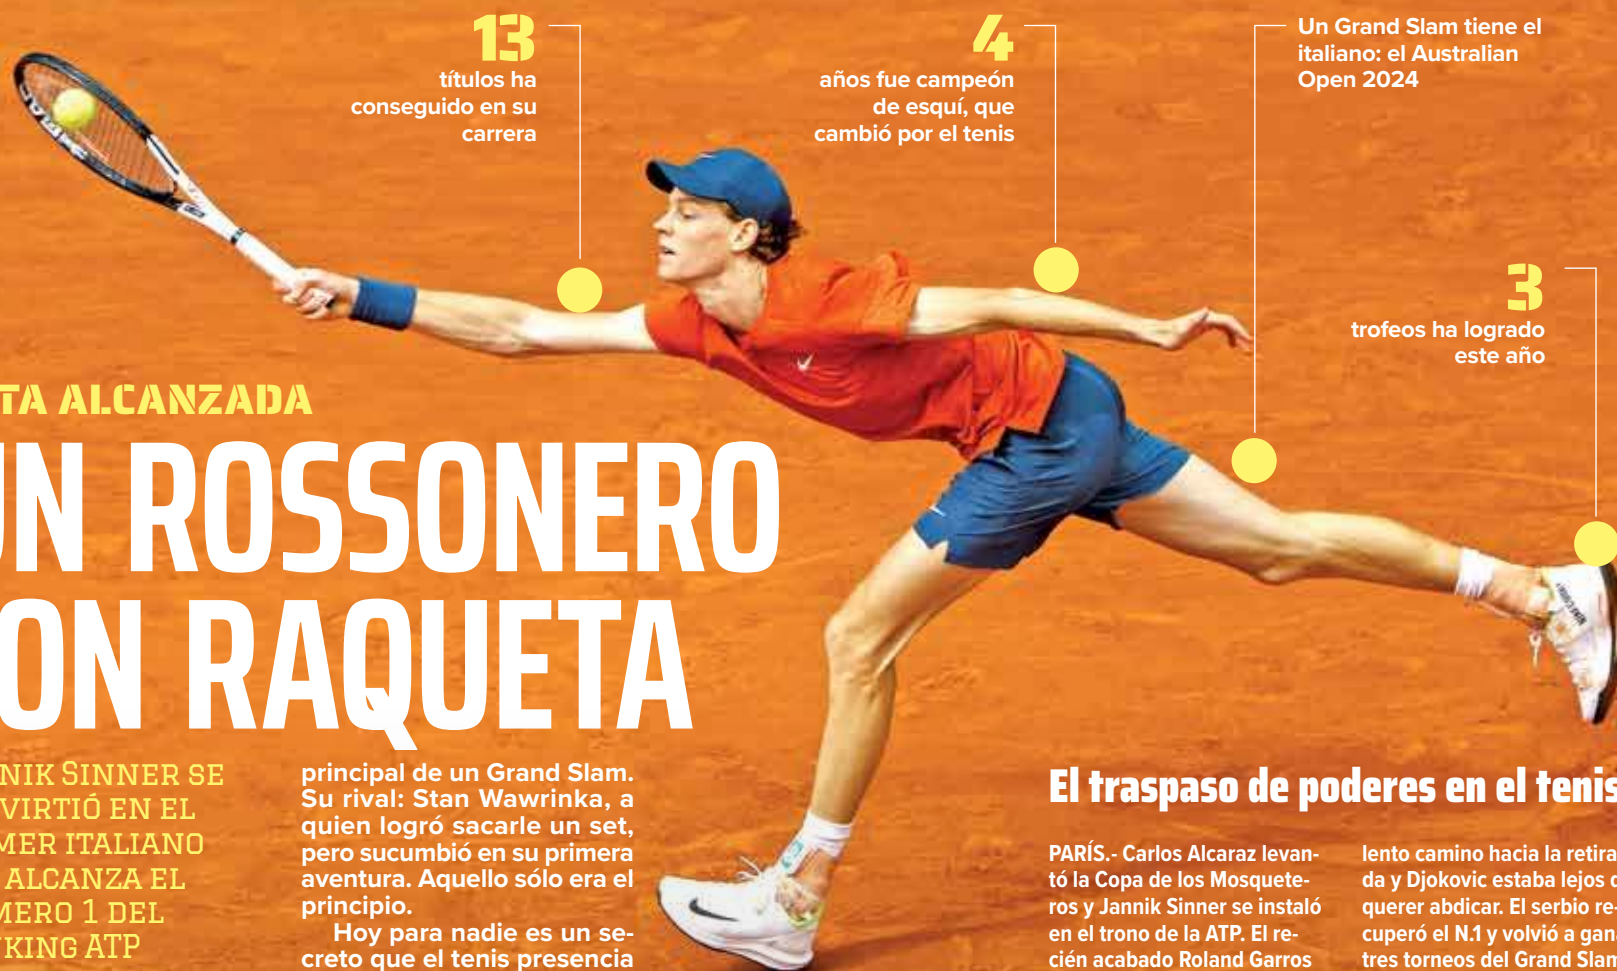 13
títulos ha
conseguido en su
carrera
4
años fue campeón
de esquí, que
cambió por el tenis
Un Grand Slam tiene el
italiano: el Australian
Open 2024
3
trofeos ha logrado
este año
TA ALCANZADA
UN ROSSONERO
ON RAQUETA
NIK SINNER SE
VIRTIÓ EN EL
MER ITALIANO
ALCANZA EL
MERO 1 DEL
KING ATP
principal de un Grand Slam.
Su rival: Stan Wawrinka, a
quien logró sacarle un set,
pero sucumbió en su primera
aventura. Aquello sólo era el
principio.
Hoy para nadie es un se-
creto que el tenis presencia
El traspaso de poderes en el tenis
PARÍS.- Carlos Alcaraz levan-
tó la Copa de los Mosquete-
ros y Jannik Sinner se instaló
en el trono de la ATP. El re-
cién acabado Roland Garros
lento camino hacia la retira-
da y Djokovic estaba lejos d
querer abdicar. El serbio re-
cuperó el N.1 y volvió a gana
tres torneos del Grand Slam